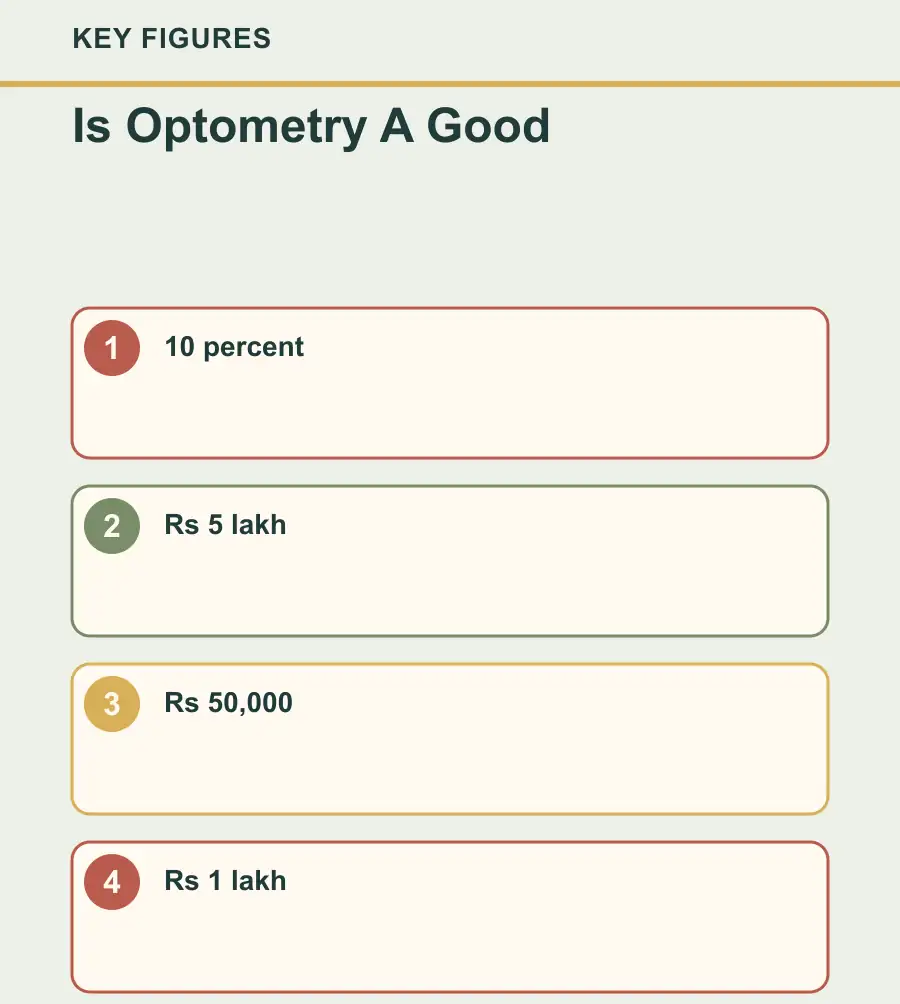 KEY FIGURES
Is Optometry A Good
1 10 percent
2 Rs 5 lakh
3 Rs 50,000
4 Rs 1 lakh